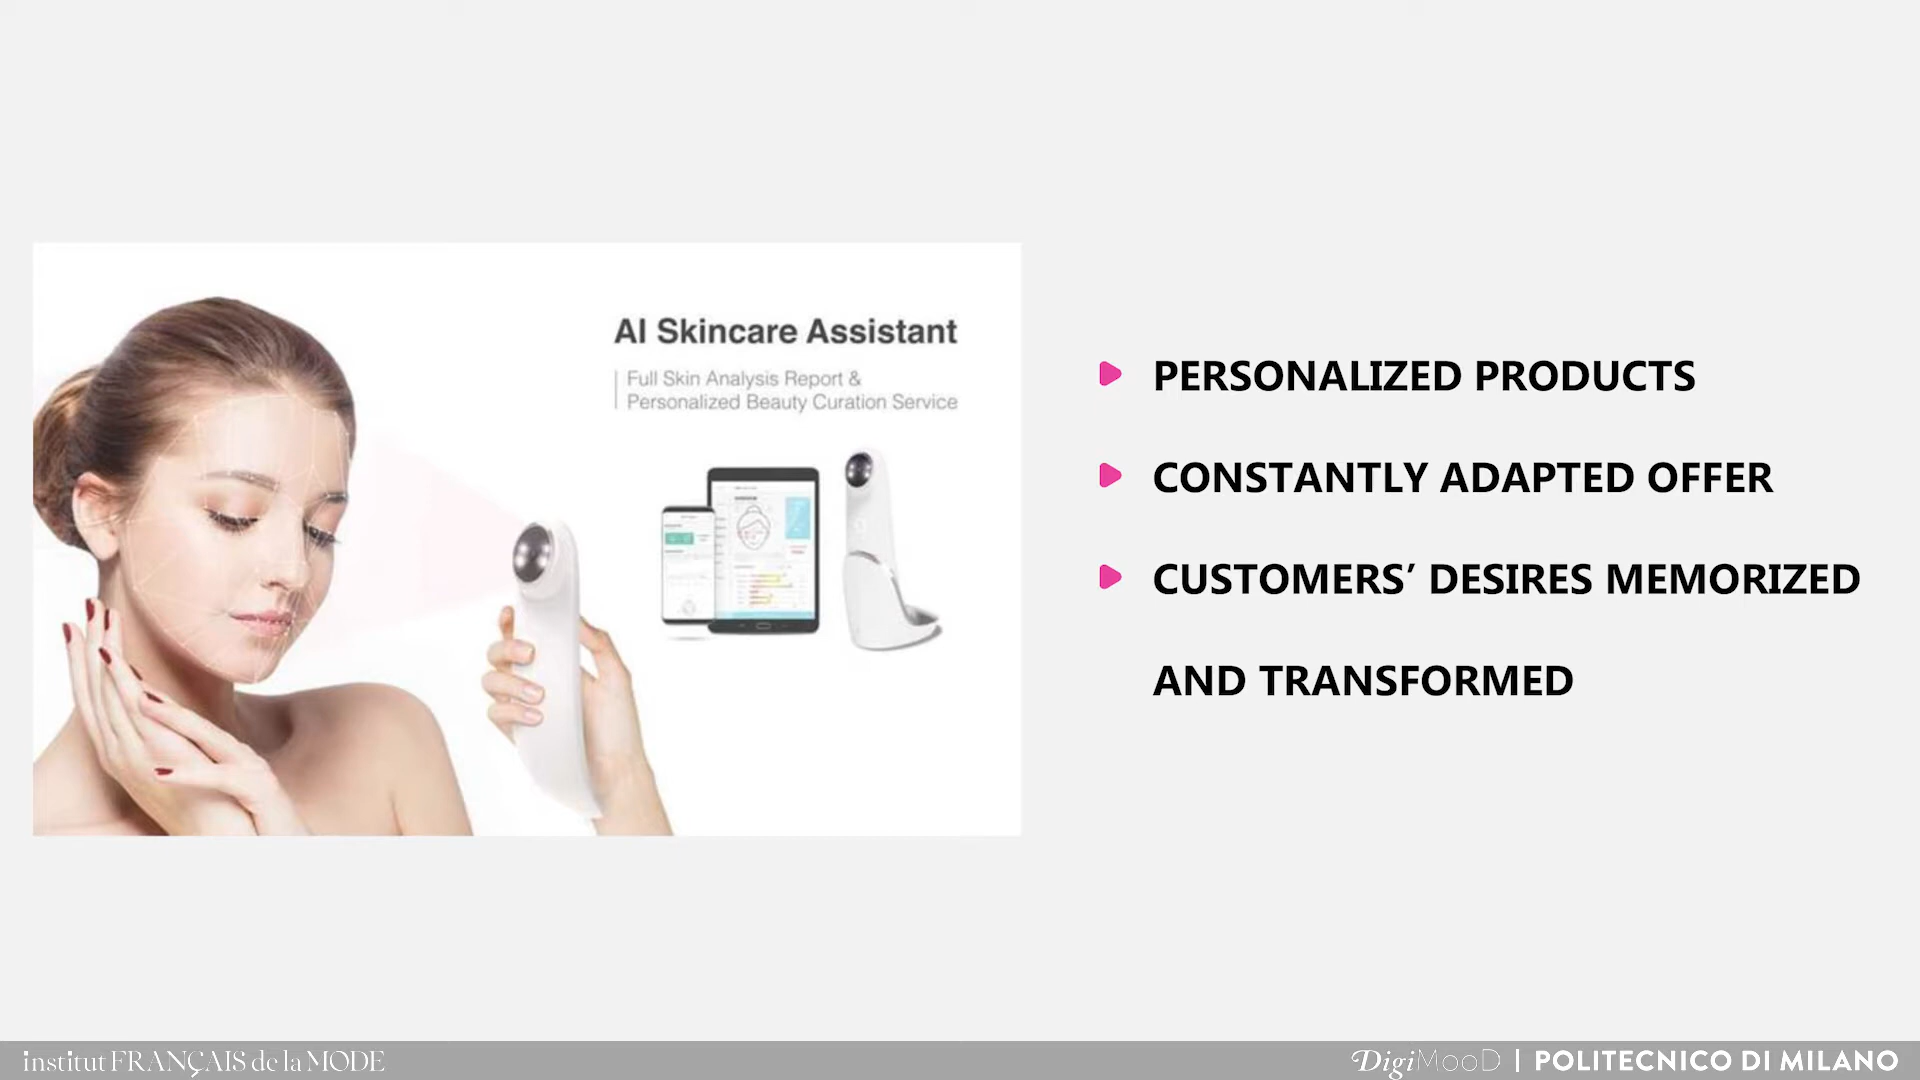 AI Skincare Assistant
Full Skin Analysis Report &
Personalized Beauty Curation Service
PERSONALIZED PRODUCTS
CONSTANTLY ADAPTED OFFER
CUSTOMERS’ DESIRES MEMORIZED
AND TRANSFORMED
institut FRANÇAIS de la MODE
DigiMooD | POLITECNICO DI MILANO